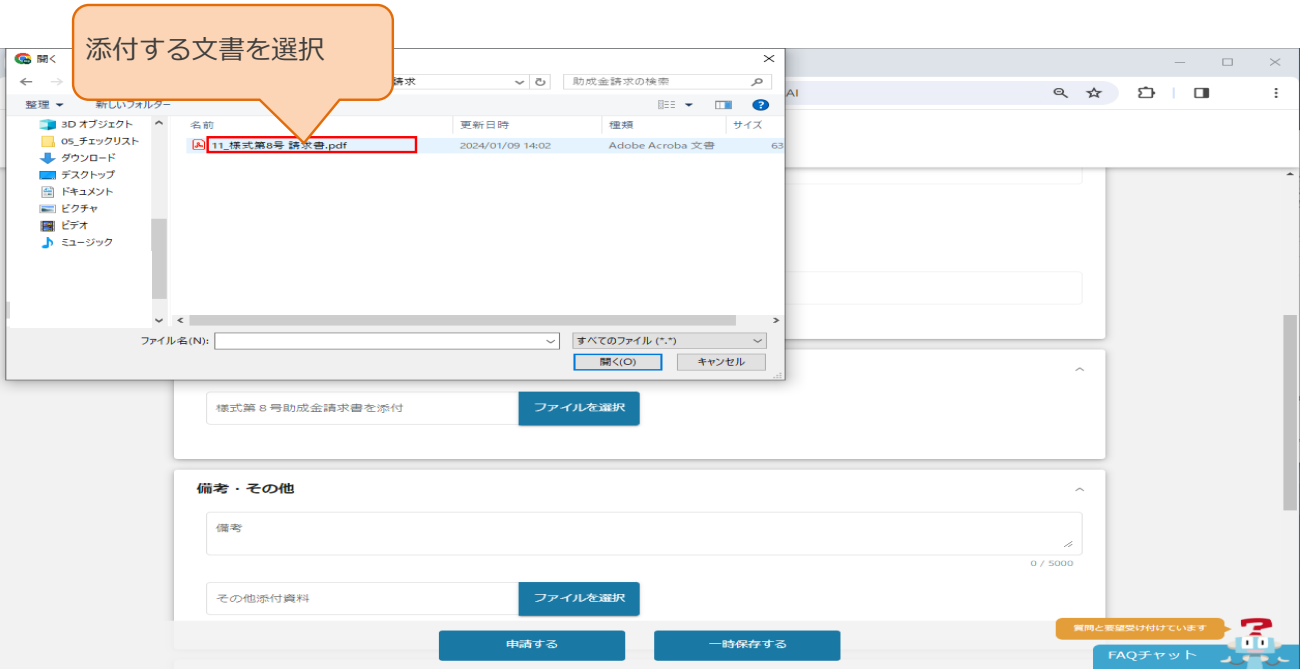 添付する文書を選択
開く
請求
助成金請求の検索
整理
新しいフォルダー
AI
名前 更新日時 種類 サイズ
3D オブジェクト
05_チェックリスト
ダウンロード
デスクトップ
ドキュメント
ピクチャ
ビデオ
ミュージック
11_様式第8号 請求書.pdf 2024/01/09 14:02 Adobe Acroba 文書 63
ファイル名(N):
すべてのファイル (*.*)
開く(O) キャンセル
様式第8号助成金請求書を添付 ファイルを選択
備考・その他
備考
0 / 5000
その他添付資料 ファイルを選択
申請する 一時保存する
質問と要望受け付けています
FAQチャット